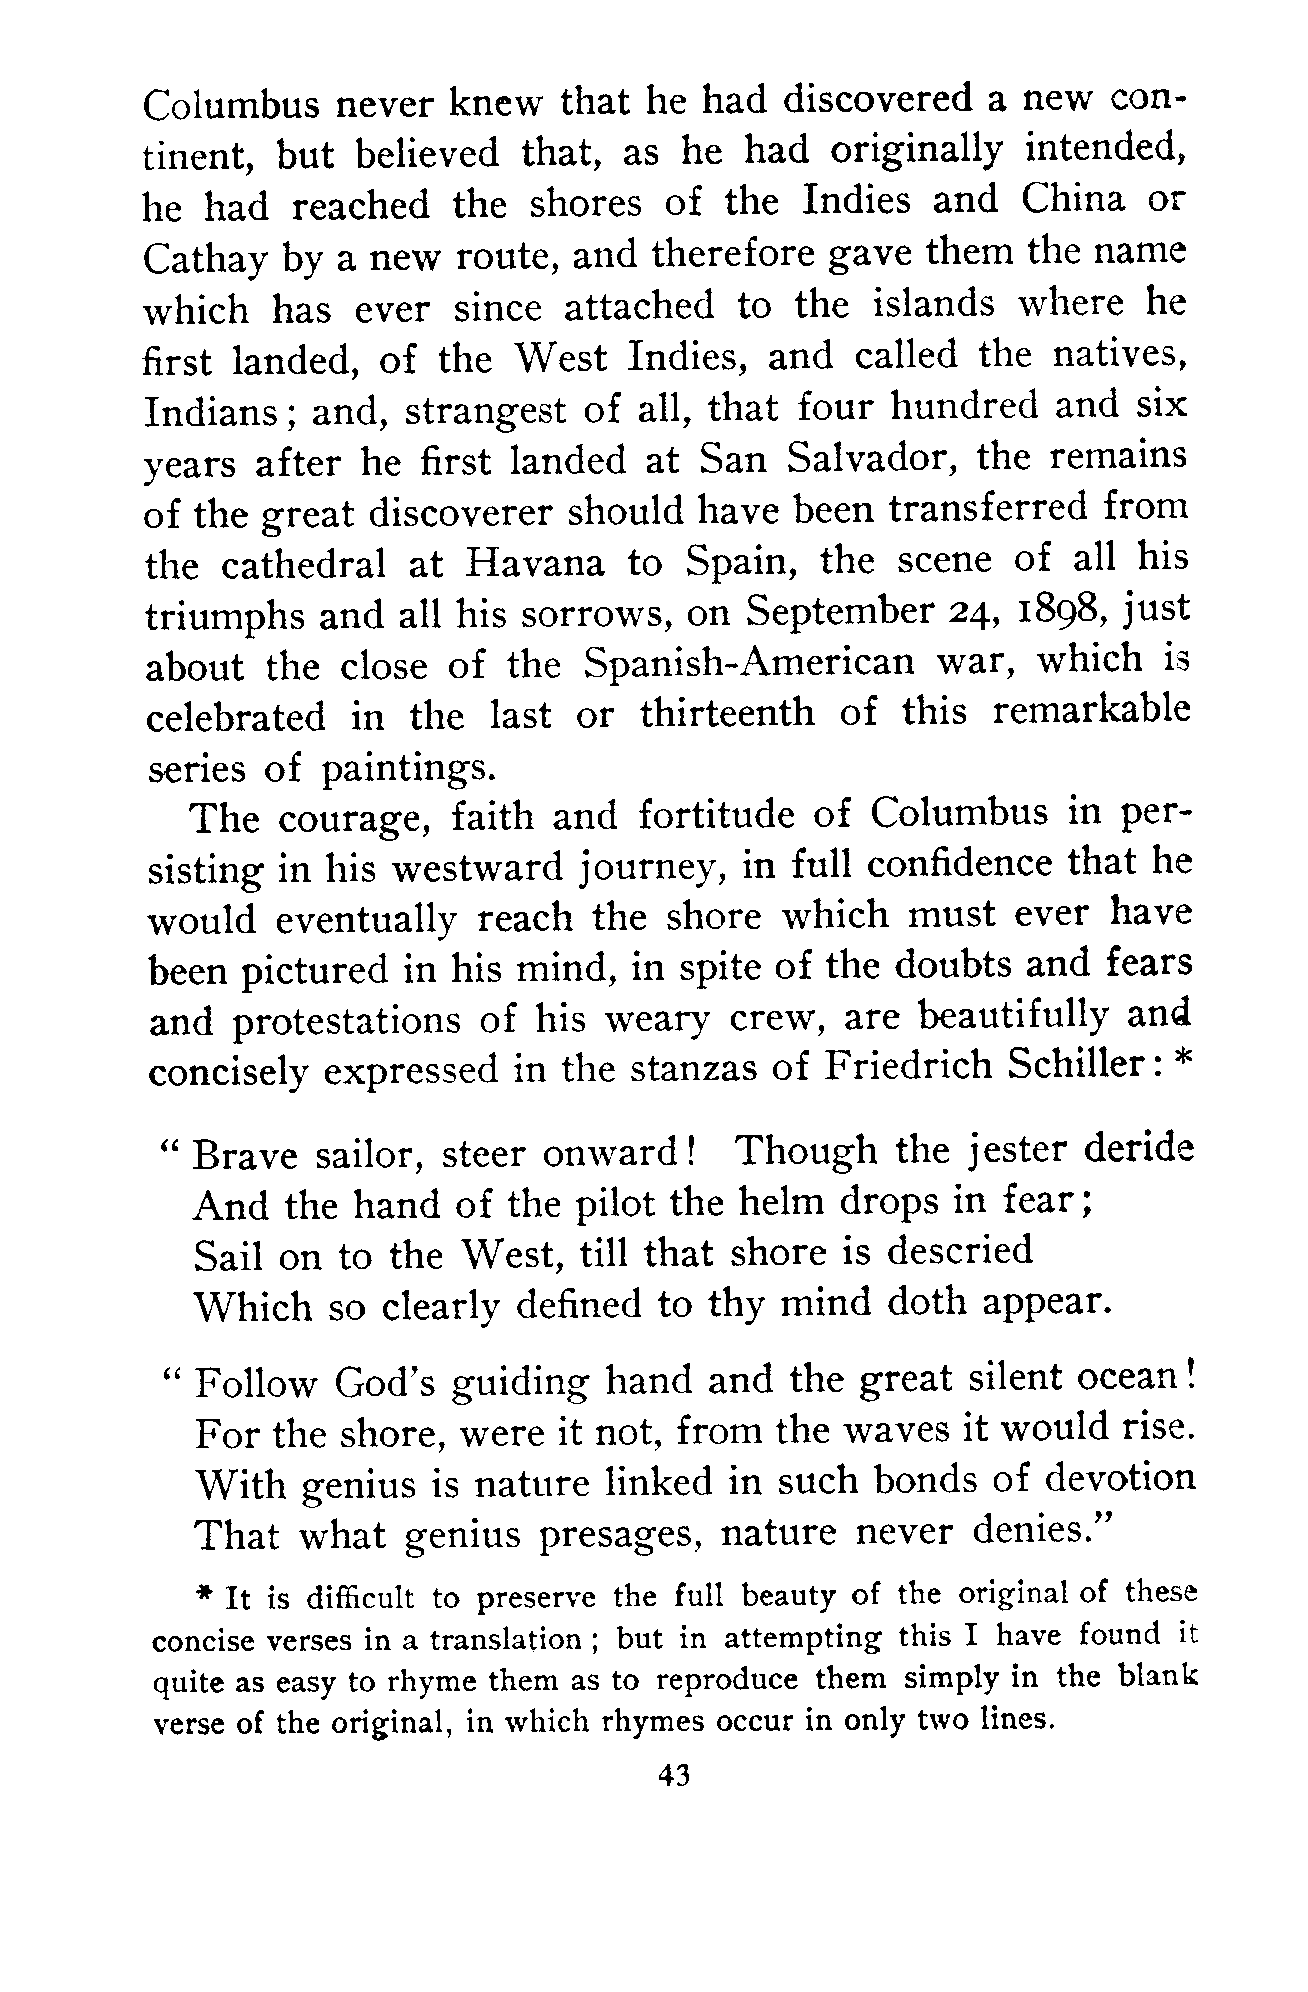 Columbus never knew that he had discovered a new con-
tinent, but believed that, as he had originally intended,
he had reached the shores of the Indies and China or
Cathay by a new route, and therefore gave them the name
which has ever since attached to the islands where he
first landed, of the West Indies, and called the natives,
Indians; and, strangest of all, that four hundred and six
years after he first landed at San Salvador, the remains
of the great discoverer should have been transferred from
the cathedral at Havana to Spain, the scene of all his
triumphs and all his sorrows, on September 24, 1898, just
about the close of the Spanish-American war, which is
celebrated in the last or thirteenth of this remarkable
series of paintings.
The courage, faith and fortitude of Columbus in per-
sisting in his westward journey, in full confidence that he
would eventually reach the shore which must ever have
been pictured in his mind, in spite of the doubts and fears
and protestations of his weary crew, are beautifully and
concisely expressed in the stanzas of Friedrich Schiller: *
“ Brave sailor, steer onward! Though the jester deride
And the hand of the pilot the helm drops in fear;
Sail on to the West, till that shore is descried
Which so clearly defined to thy mind doth appear.
“ Follow God’s guiding hand and the great silent ocean!
For the shore, were it not, from the waves it would rise.
With genius is nature linked in such bonds of devotion
That what genius presages, nature never denies.”
* It is difficult to preserve the full beauty of the original of these
concise verses in a translation; but in attempting this I have found it
quite as easy to rhyme them as to reproduce them simply in the blank
verse of the original, in which rhymes occur in only two lines.
43